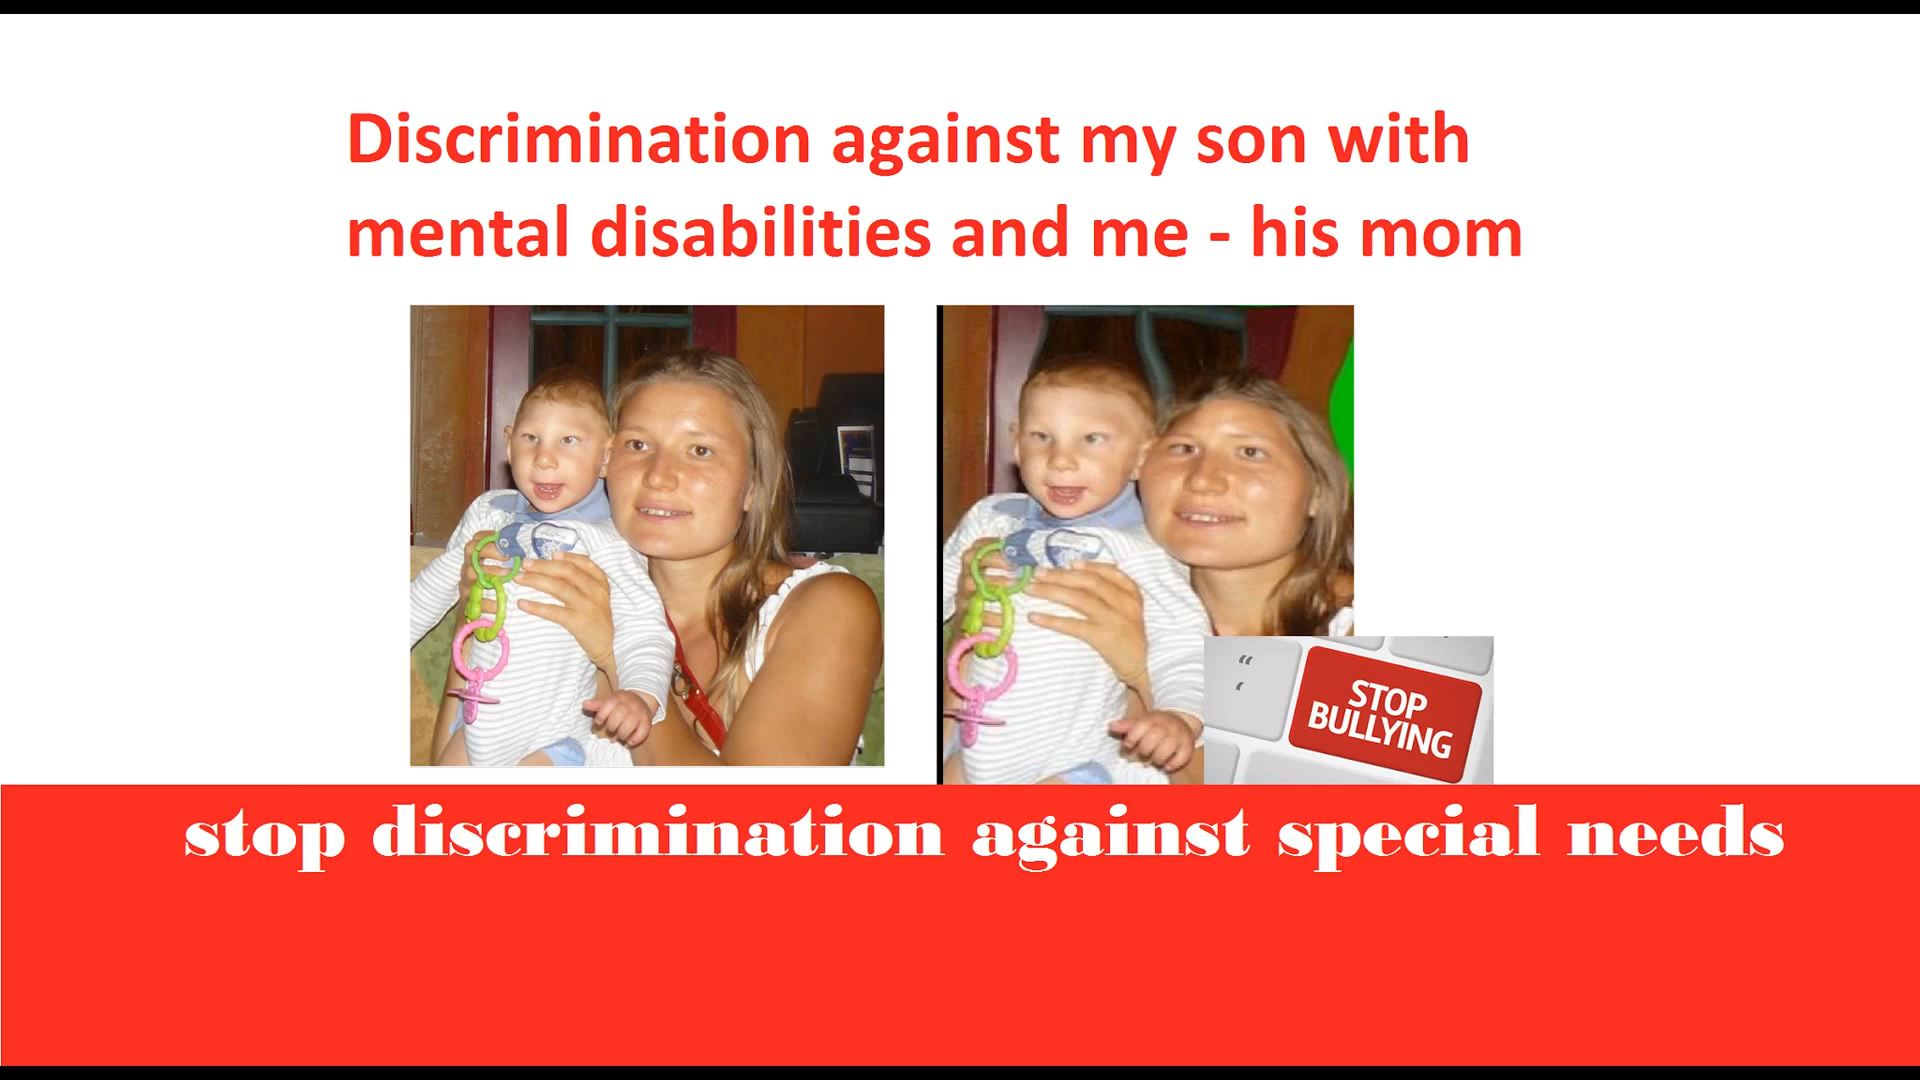 Discrimination against my son with
mental disabilities and me - his mom
STOP
BULLYING
stop discrimination against special needs